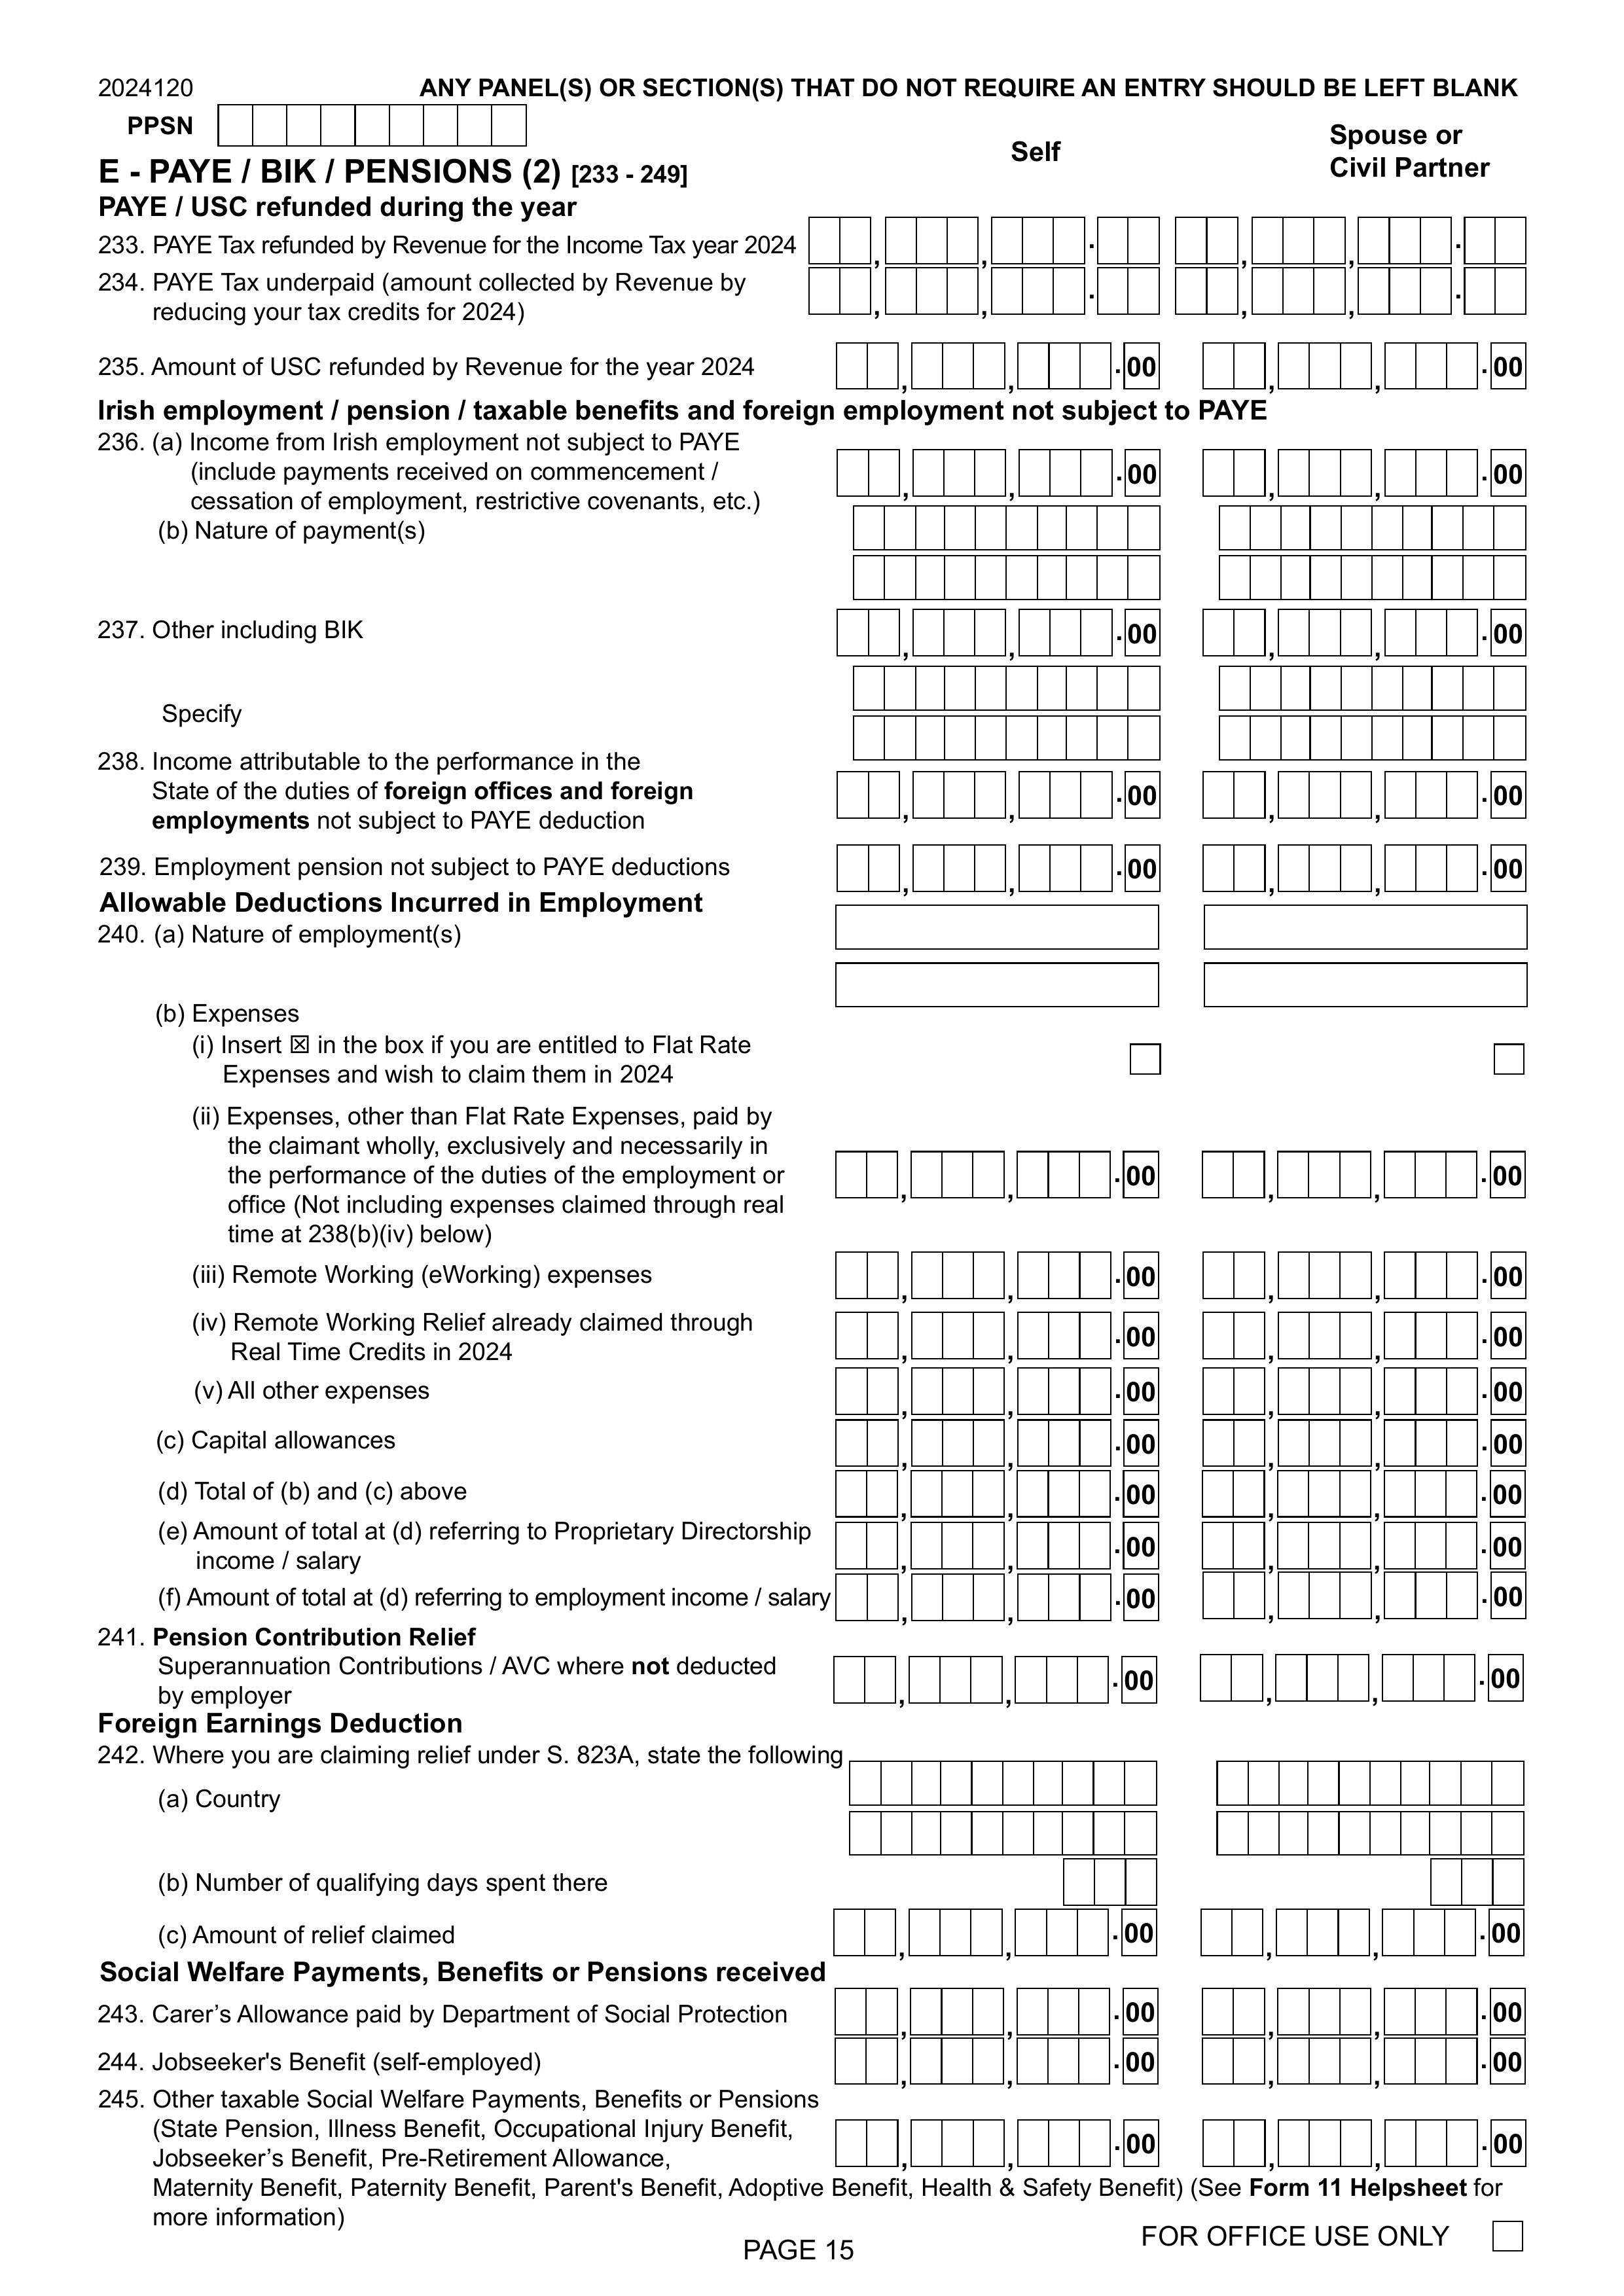 2024120 ANY PANEL(S) OR SECTION(S) THAT DO NOT REQUIRE AN ENTRY SHOULD BE LEFT BLANK
PPSN
Self
Spouse or
Civil Partner
E - PAYE / BIK / PENSIONS (2) [233 - 249]
PAYE / USC refunded during the year
233. PAYE Tax refunded by Revenue for the Income Tax year 2024 , , . , , .
234. PAYE Tax underpaid (amount collected by Revenue by , , . , , .
reducing your tax credits for 2024)
235. Amount of USC refunded by Revenue for the year 2024 , , .00 , , .00
Irish employment / pension / taxable benefits and foreign employment not subject to PAYE
236. (a) Income from Irish employment not subject to PAYE
(include payments received on commencement / , , .00 , , .00
cessation of employment, restrictive covenants, etc.)
(b) Nature of payment(s)
237. Other including BIK , , .00 , , .00
Specify
238. Income attributable to the performance in the
State of the duties of foreign offices and foreign , , .00 , , .00
employments not subject to PAYE deduction
239. Employment pension not subject to PAYE deductions , , .00 , , .00
Allowable Deductions Incurred in Employment
240. (a) Nature of employment(s)
(b) Expenses
(i) Insert ☒ in the box if you are entitled to Flat Rate
Expenses and wish to claim them in 2024
(ii) Expenses, other than Flat Rate Expenses, paid by
the claimant wholly, exclusively and necessarily in
the performance of the duties of the employment or , , .00 , , .00
office (Not including expenses claimed through real
time at 238(b)(iv) below)
(iii) Remote Working (eWorking) expenses , , .00 , , .00
(iv) Remote Working Relief already claimed through , , .00 , , .00
Real Time Credits in 2024
(v) All other expenses , , .00 , , .00
(c) Capital allowances , , .00 , , .00
(d) Total of (b) and (c) above , , .00 , , .00
(e) Amount of total at (d) referring to Proprietary Directorship , , .00 , , .00
income / salary
(f) Amount of total at (d) referring to employment income / salary , , .00 , , .00
241. Pension Contribution Relief
Superannuation Contributions / AVC where not deducted , , .00 , , .00
by employer
Foreign Earnings Deduction
242. Where you are claiming relief under S. 823A, state the following
(a) Country
(b) Number of qualifying days spent there
(c) Amount of relief claimed , , .00 , , .00
Social Welfare Payments, Benefits or Pensions received
243. Carer’s Allowance paid by Department of Social Protection , , .00 , , .00
244. Jobseeker's Benefit (self-employed) , , .00 , , .00
245. Other taxable Social Welfare Payments, Benefits or Pensions
(State Pension, Illness Benefit, Occupational Injury Benefit, , , .00 , , .00
Jobseeker’s Benefit, Pre-Retirement Allowance,
Maternity Benefit, Paternity Benefit, Parent's Benefit, Adoptive Benefit, Health & Safety Benefit) (See Form 11 Helpsheet for
more information)
PAGE 15
FOR OFFICE USE ONLY